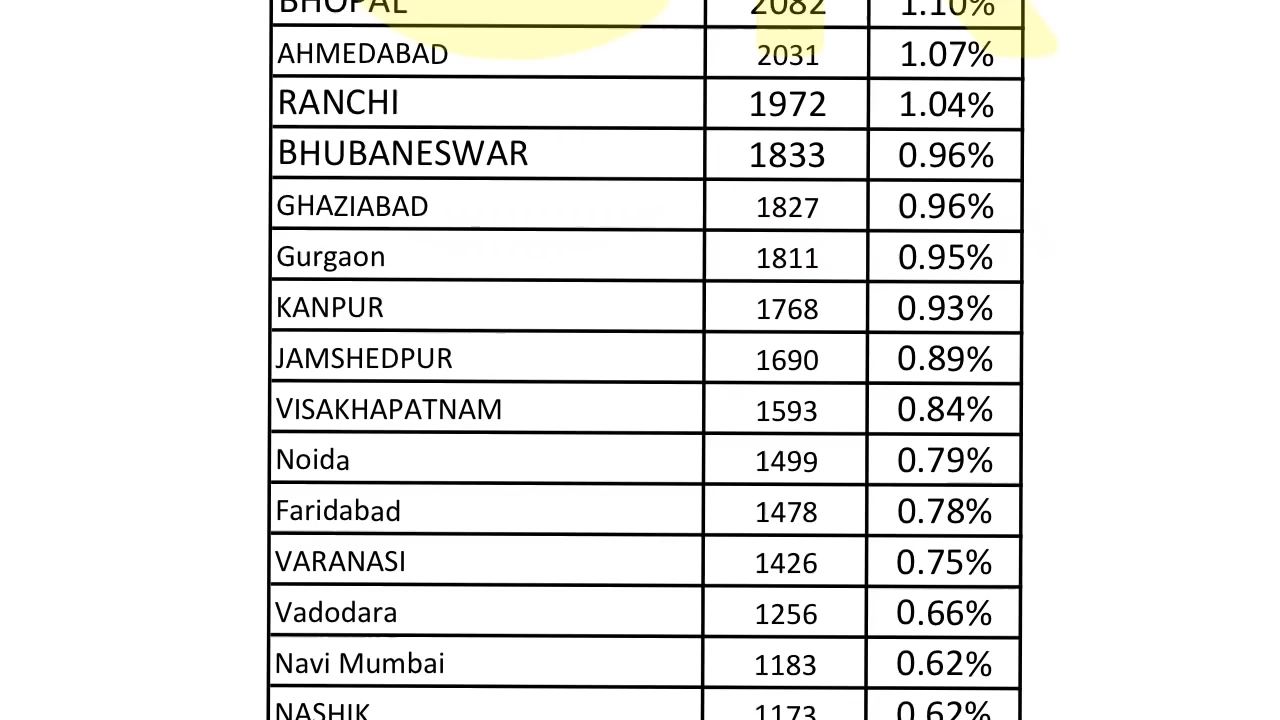 BHOPAL 2082 1.10%
AHMEDABAD 2031 1.07%
RANCHI 1972 1.04%
BHUBANESWAR 1833 0.96%
GHAZIABAD 1827 0.96%
Gurgaon 1811 0.95%
KANPUR 1768 0.93%
JAMSHEDPUR 1690 0.89%
VISAKHAPATNAM 1593 0.84%
Noida 1499 0.79%
Faridabad 1478 0.78%
VARANASI 1426 0.75%
Vadodara 1256 0.66%
Navi Mumbai 1183 0.62%
NASHIK 1173 0.62%